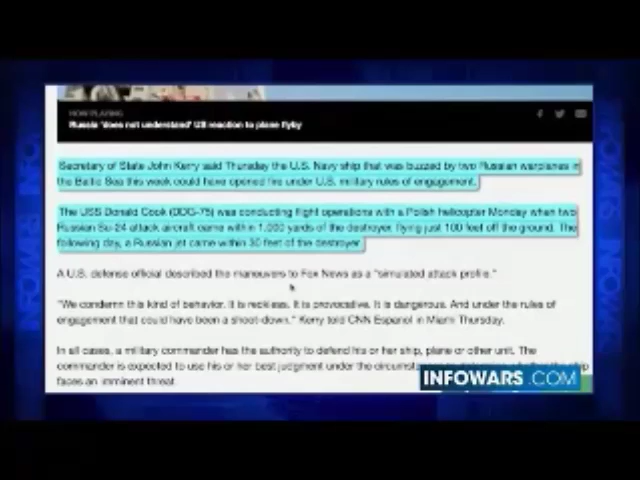 NOW PLAYING
Russia 'does not understand' US reaction to plane flyby
Secretary of State John Kerry said Thursday the U.S. Navy ship that was buzzed by two Russian warplanes in
the Baltic Sea this week could have opened fire under U.S. military rules of engagement.
The USS Donald Cook (DDG-75) was conducting flight operations with a Polish helicopter Monday when two
Russian Su-24 attack aircraft came within 1,000 yards of the destroyer, flying just 100 feet off the ground. The
following day, a Russian jet came within 30 feet of the destroyer.
A U.S. defense official described the maneuvers to Fox News as a "simulated attack profile."
"We condemn this kind of behavior. It is reckless. It is provocative. It is dangerous. And under the rules of
engagement that could have been a shoot-down," Kerry told CNN Espanol in Miami Thursday.
In all cases, a military commander has the authority to defend his or her ship, plane or other unit. The
commander is expected to use his or her best judgment under the ship
faces an imminent threat.
INFOWARS.COM
INFOWARS
INFOWARS